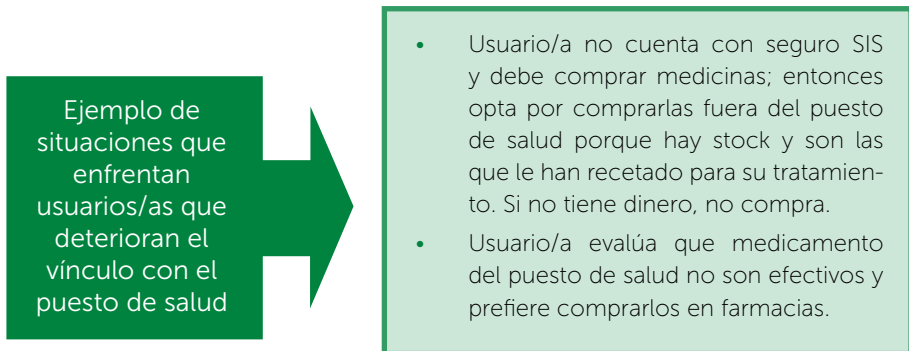 Ejemplo de
situaciones que
enfrentan
usuarios/as que
deterioran el
vínculo con el
puesto de salud
• Usuario/a no cuenta con seguro SIS
y debe comprar medicinas; entonces
opta por comprarlas fuera del puesto
de salud porque hay stock y son las
que le han recetado para su tratamien-
to. Si no tiene dinero, no compra.
• Usuario/a evalúa que medicamento
del puesto de salud no son efectivos y
prefiere comprarlos en farmacias.